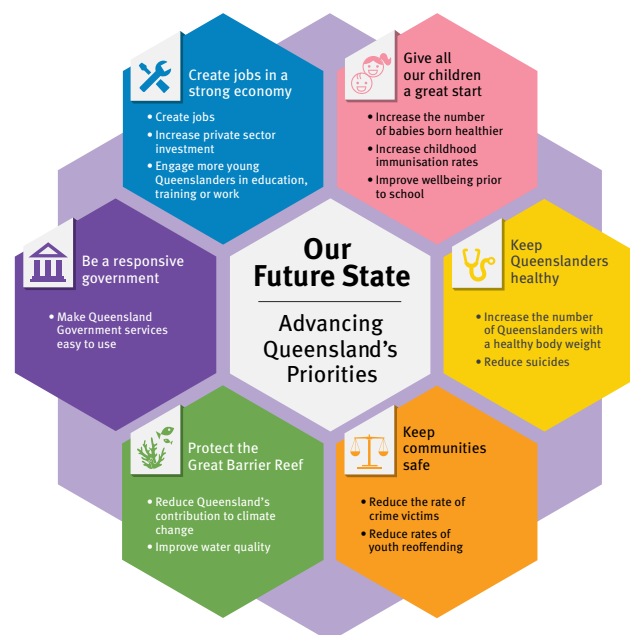 Create jobs in a
strong economy
• Create jobs
• Increase private sector
investment
• Engage more young
Queenslanders in education,
training or work
Give all
our children
a great start
• Increase the number
of babies born healthier
• Increase childhood
immunisation rates
• Improve wellbeing prior
to school
Be a responsive
government
• Make Queensland
Government services
easy to use
Our
Future State
Advancing
Queensland's
Priorities
Keep
Queenslanders
healthy
• Increase the number
of Queenslanders with
a healthy body weight
• Reduce suicides
Protect the
Great Barrier Reef
• Reduce Queensland's
contribution to climate
change
• Improve water quality
Keep
communities
safe
• Reduce the rate of
crime victims
• Reduce rates of
youth reoffending